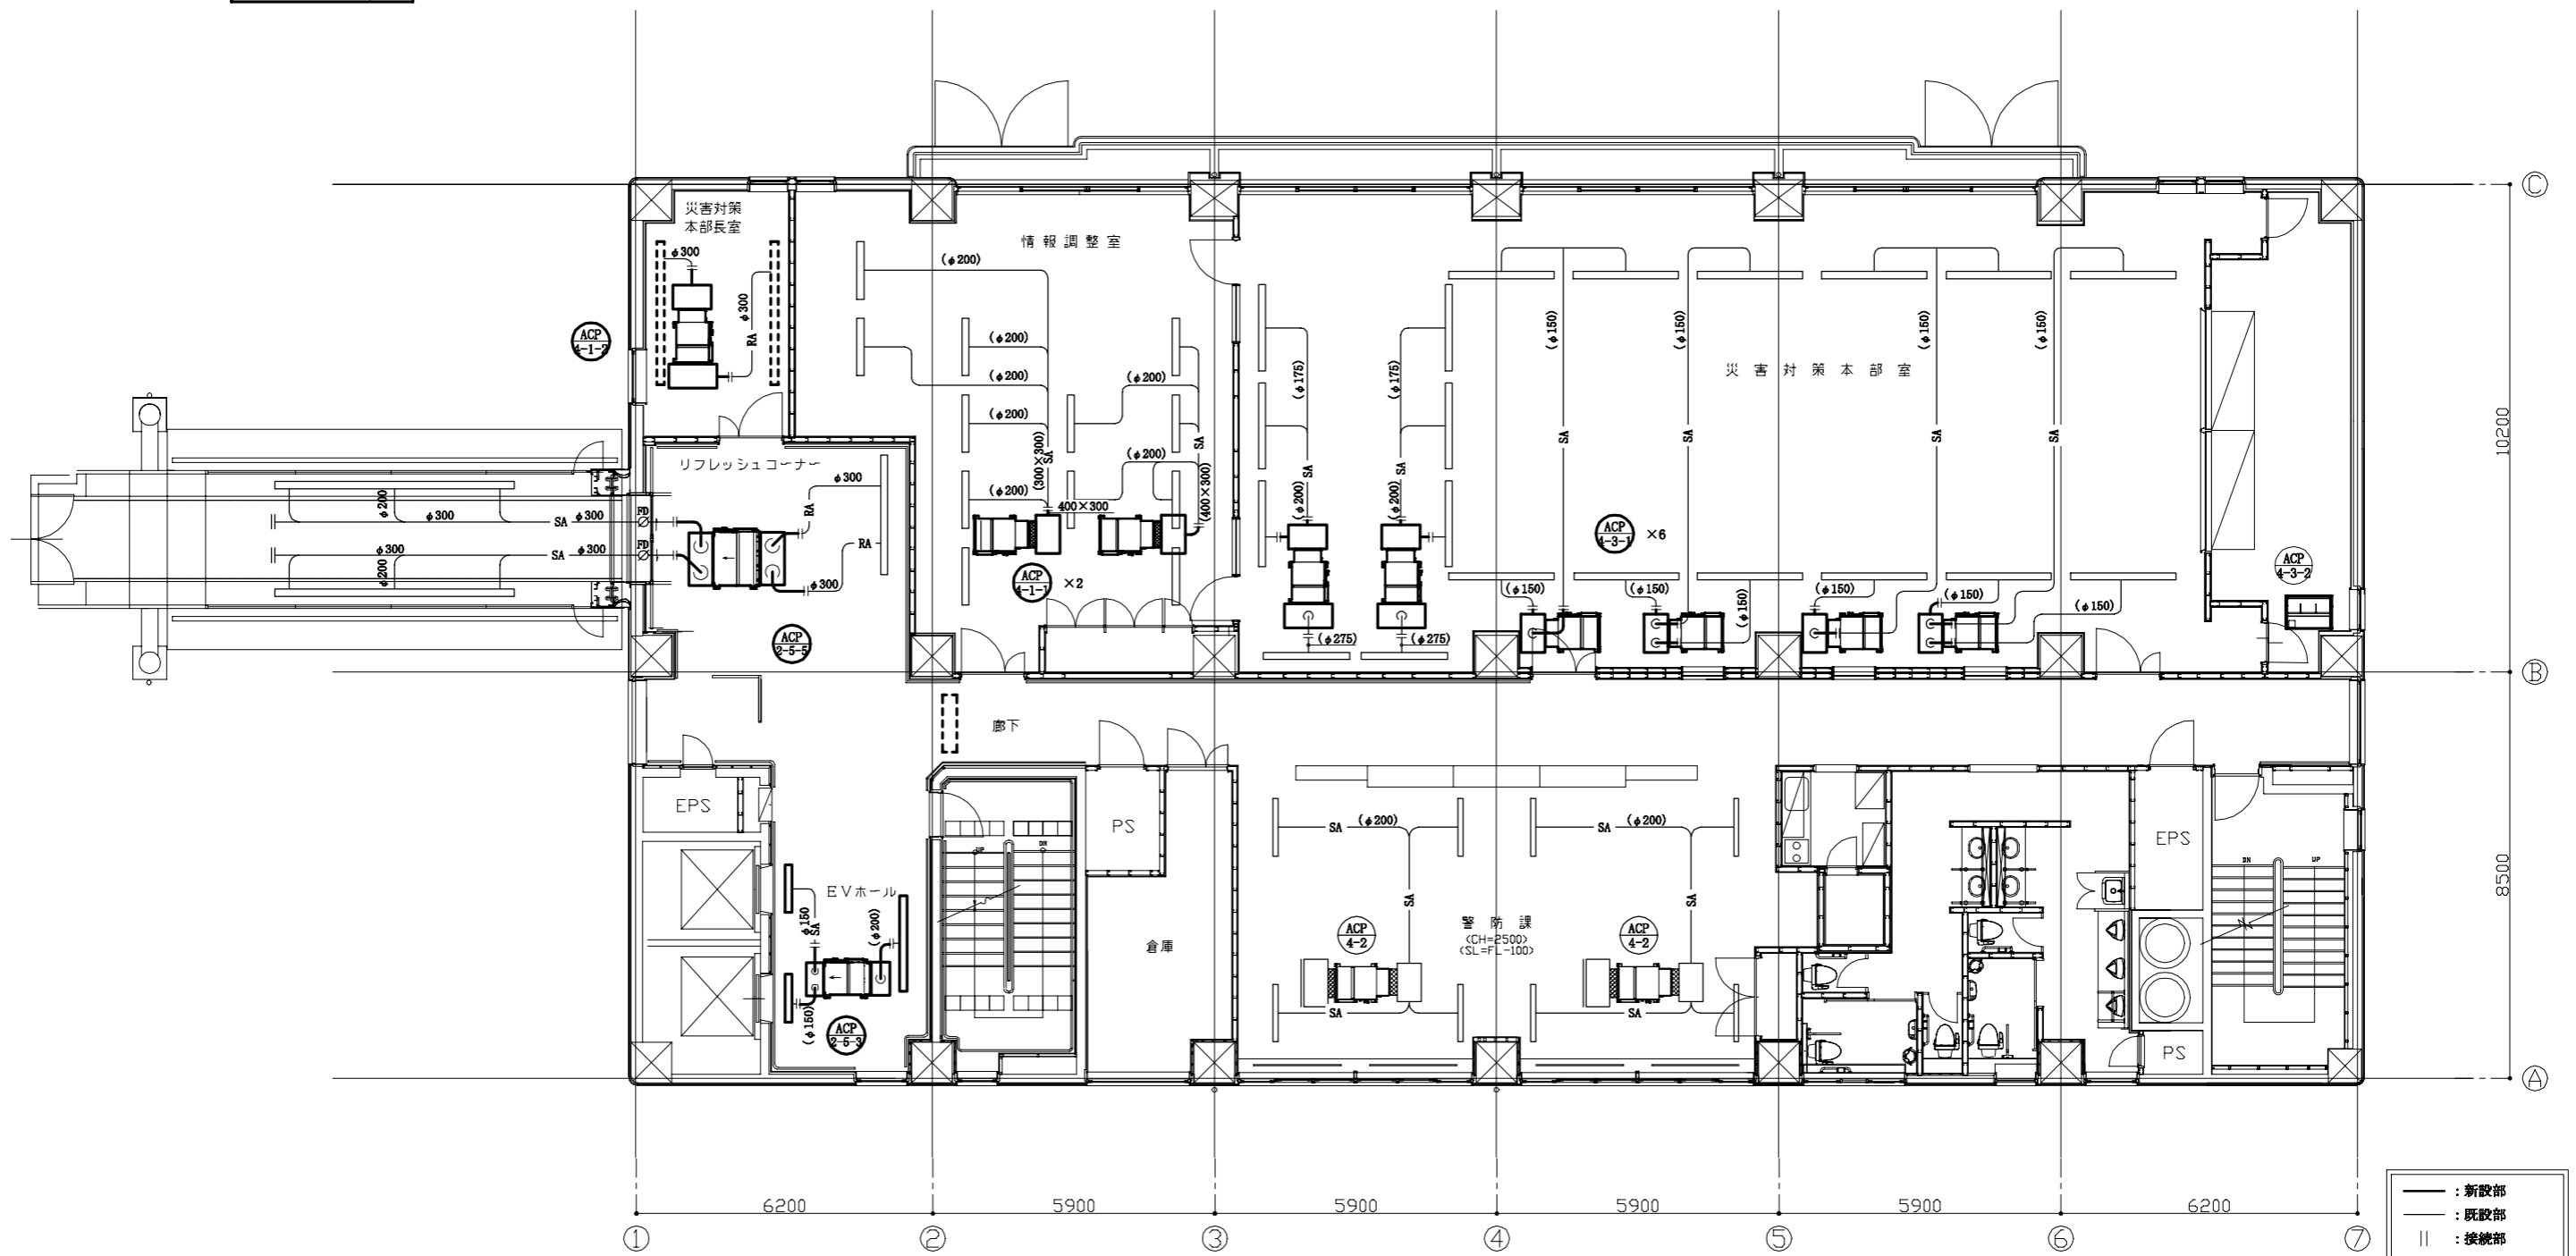 災害対策
本部長室
φ300
φ300
RA
ACP
4-1-2
情報調整室
(φ200)
(φ200)
(φ200)
(φ200)
(φ200)
(φ200)
(φ200)
SA
(300×300)
SA
(400×300)
400×300
ACP
4-1-1
×2
災害対策本部室
(φ175)
(φ175)
SA
SA
(φ200)
(φ200)
(φ275)
(φ275)
(φ150)
(φ150)
(φ150)
(φ150)
SA
SA
SA
SA
ACP
4-3-1
×6
(φ150)
(φ150)
(φ150)
(φ150)
(φ150)
(φ150)
ACP
4-3-2
リフレッシュコーナー
φ300
RA
RA
φ300
φ200
φ300
SA
φ300
FD
φ300
φ200
SA
φ300
FD
ACP
2-5-5
廊下
EPS
EVホール
φ150
SA
(φ200)
(φ150)
ACP
2-5-3
UP
DN
PS
倉庫
SA
(φ200)
SA
(φ200)
SA
SA
ACP
4-2
ACP
4-2
警防課
(CH=2500)
(SL=FL-100)
SA
SA
EPS
PS
DN
UP
C
10200
B
8500
A
6200
5900
5900
5900
5900
6200
1
2
3
4
5
6
7
:新設部
:既設部
:接続部